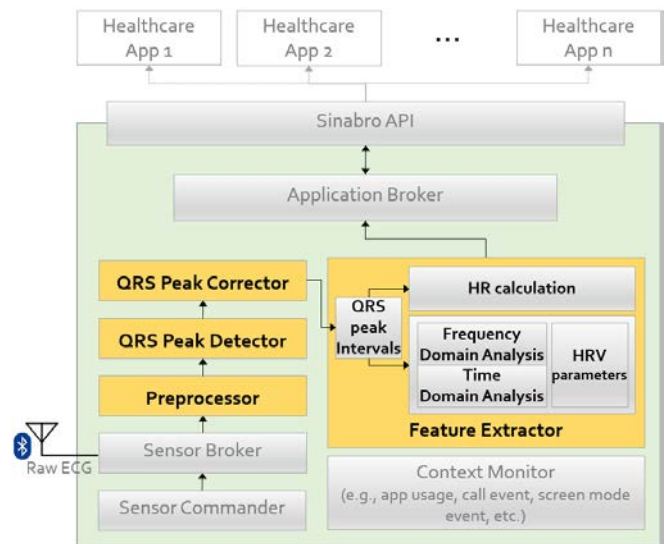 Healthcare
App 1
Healthcare
App 2
...
Healthcare
App n
Sinabro API
Application Broker
QRS Peak Corrector
QRS Peak Detector
Preprocessor
Sensor Broker
Sensor Commander
Raw ECG
QRS
peak
Intervals
HR calculation
Frequency
Domain Analysis
Time
Domain Analysis
HRV
parameters
Feature Extractor
Context Monitor
(e.g., app usage, call event, screen mode
event, etc.)